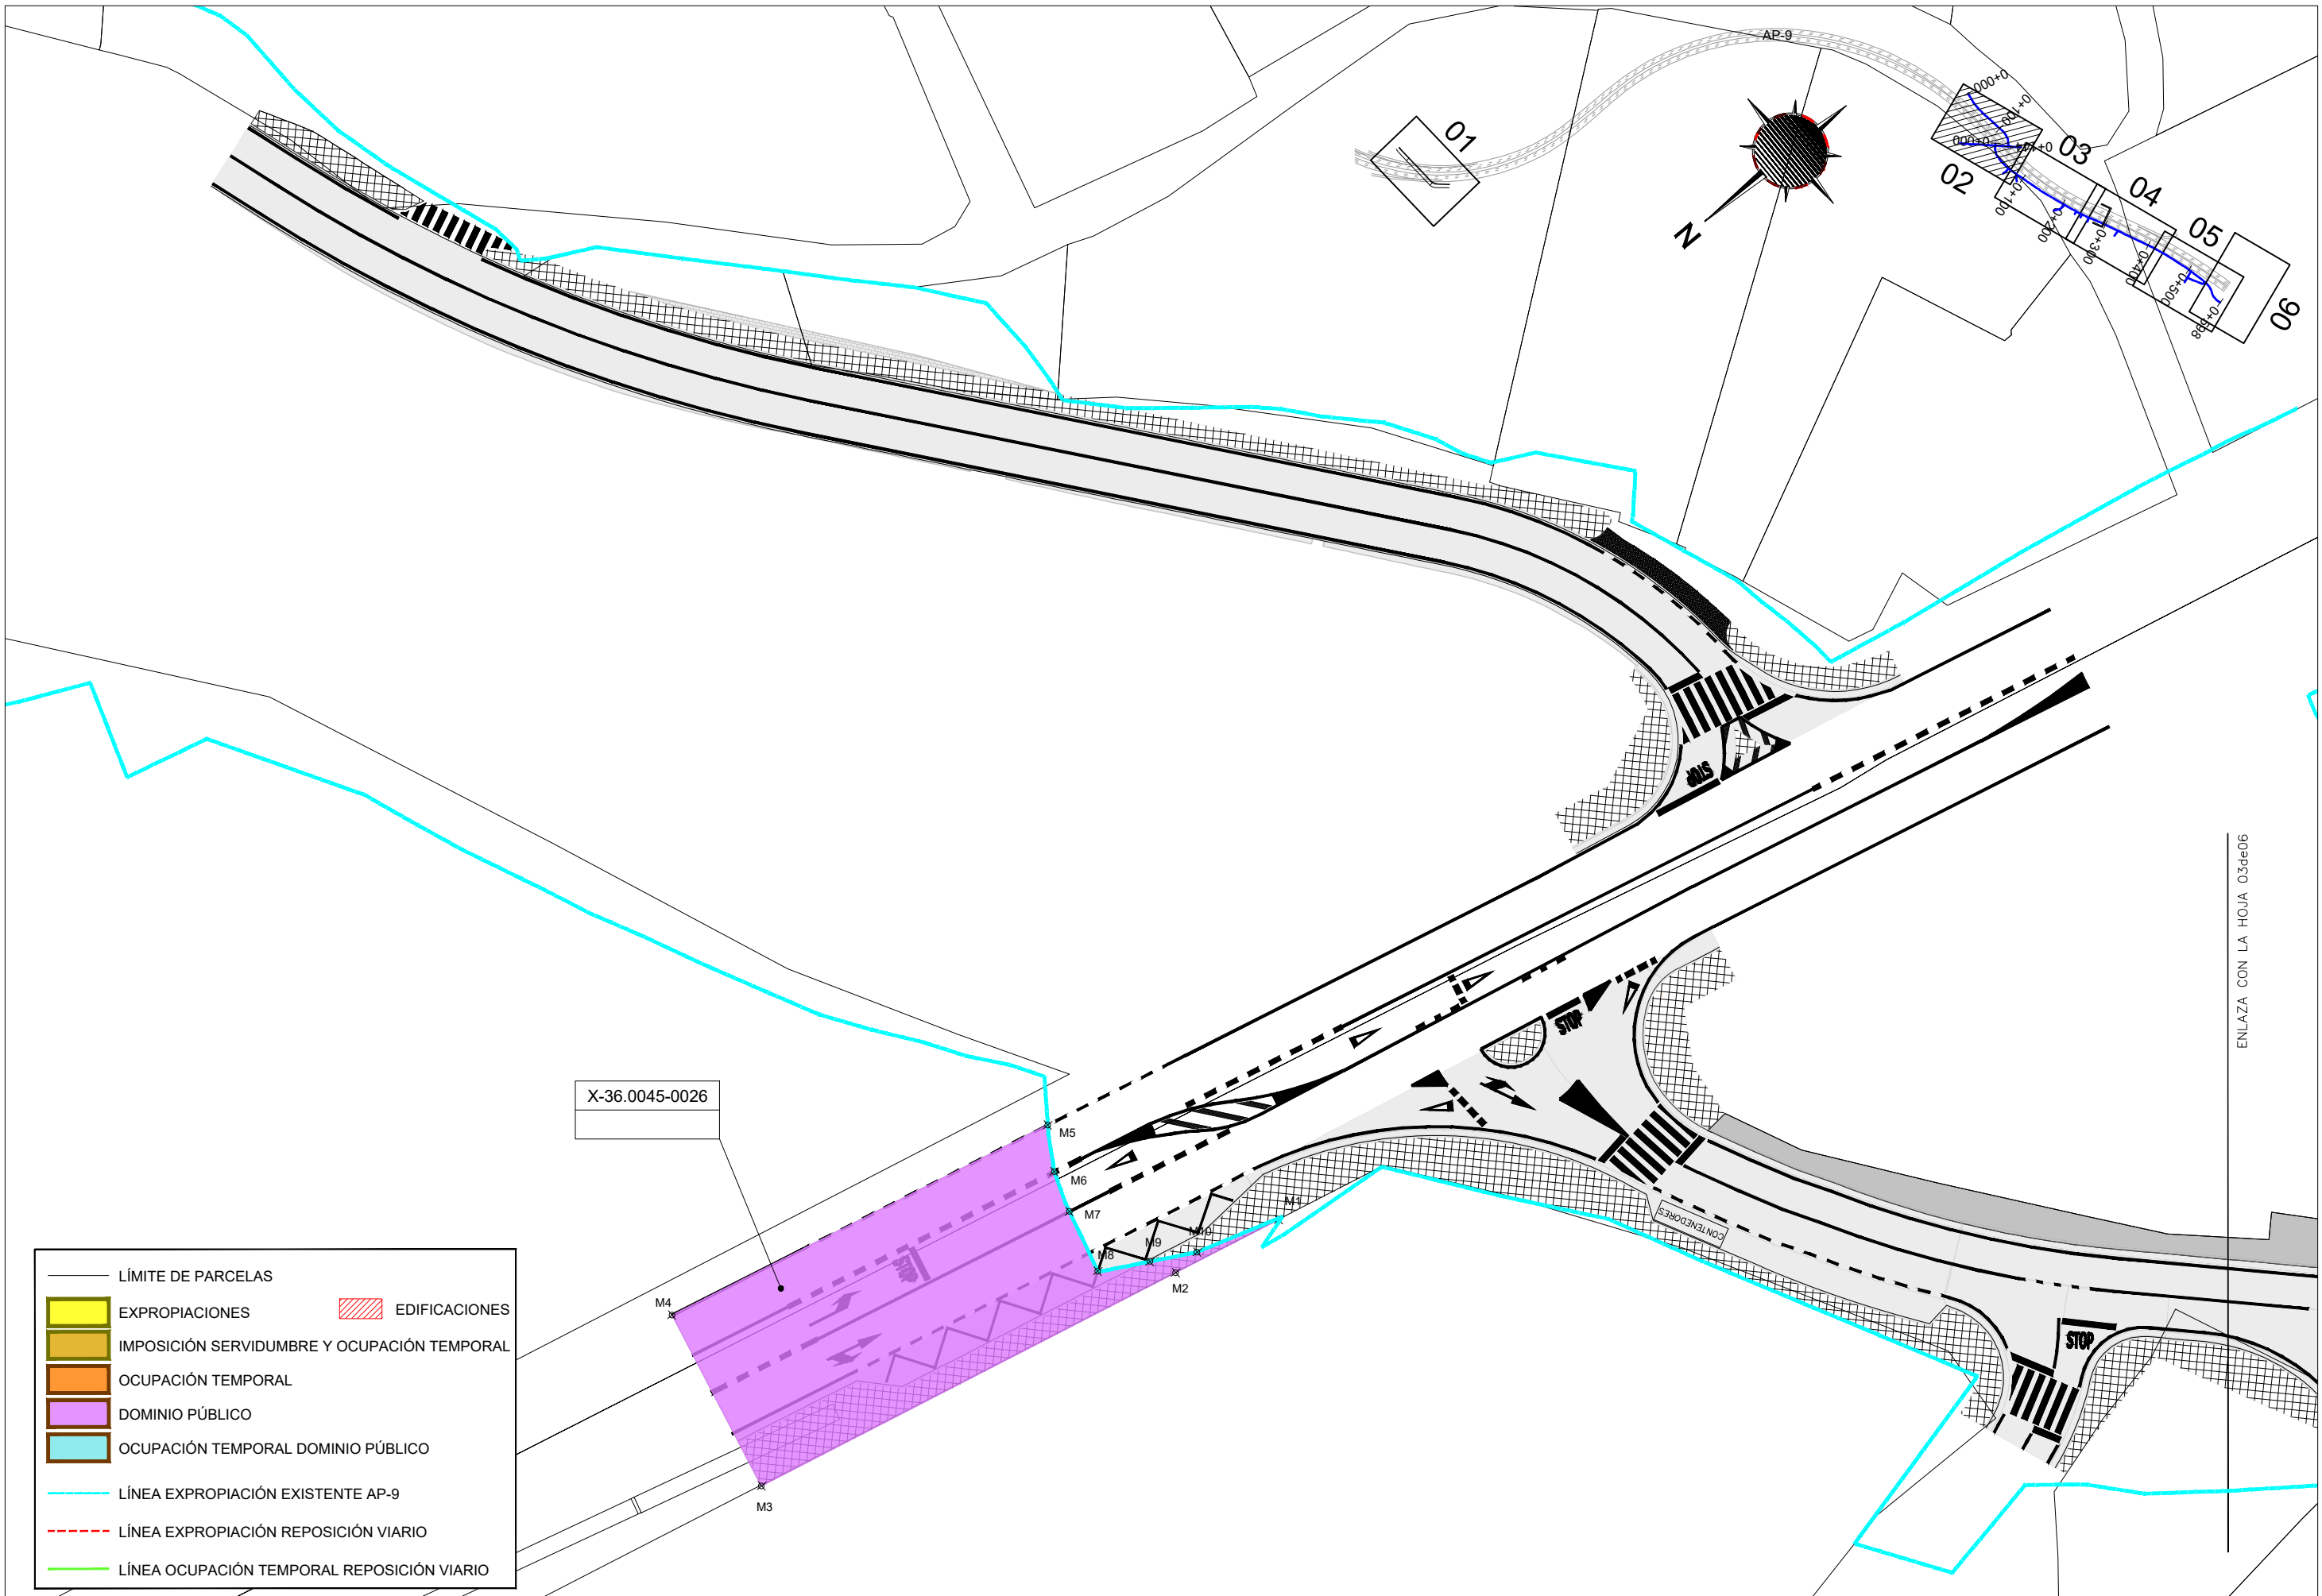 AP-9
01
02
03
04
05
06
0+000
0+100
0+000
0+100
0+200
0+300
0+400
0+500
0+598
N
STOP
STOP
STOP
STOP
CONTENEDORES
ENLAZA CON LA HOJA 03de06
X-36.0045-0026
M5
M6
M7
M1
M10
M9
M8
M2
M4
M3
LÍMITE DE PARCELAS
EXPROPIACIONES
EDIFICACIONES
IMPOSICIÓN SERVIDUMBRE Y OCUPACIÓN TEMPORAL
OCUPACIÓN TEMPORAL
DOMINIO PÚBLICO
OCUPACIÓN TEMPORAL DOMINIO PÚBLICO
LÍNEA EXPROPIACIÓN EXISTENTE AP-9
LÍNEA EXPROPIACIÓN REPOSICIÓN VIARIO
LÍNEA OCUPACIÓN TEMPORAL REPOSICIÓN VIARIO